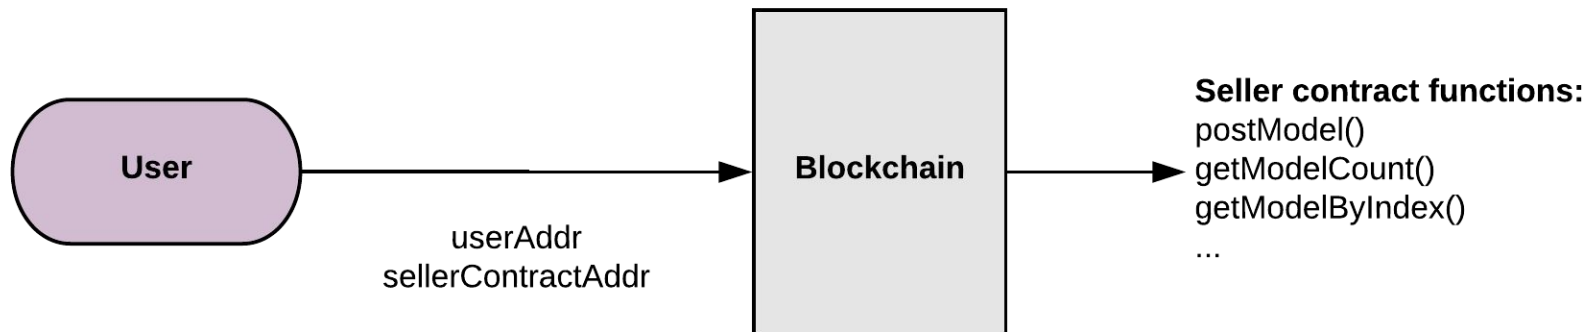 User
userAddr
sellerContractAddr
Blockchain
Seller contract functions:
postModel()
getModelCount()
getModelByIndex()
...